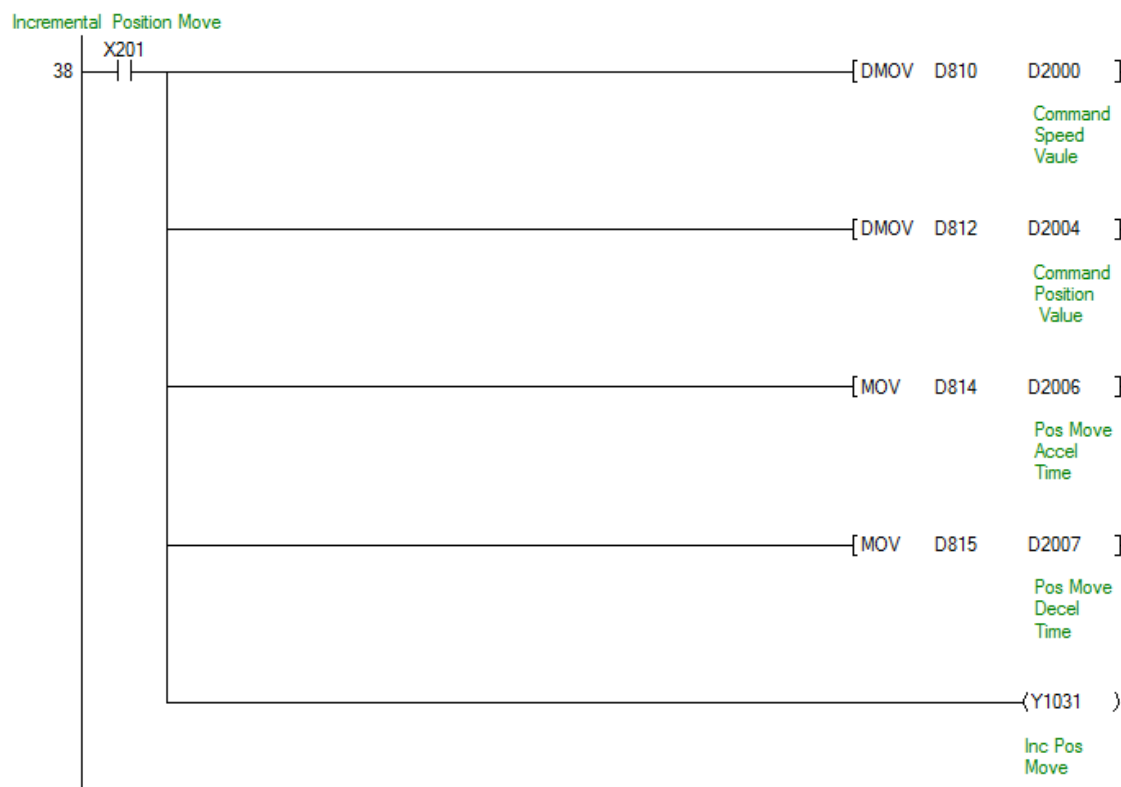 Incremental Position Move
X201
38 [ DMOV D810 D2000 ]
Command
Speed
Vaule
[ DMOV D812 D2004 ]
Command
Position
Value
[ MOV D814 D2006 ]
Pos Move
Accel
Time
[ MOV D815 D2007 ]
Pos Move
Decel
Time
(Y1031 )
Inc Pos
Move